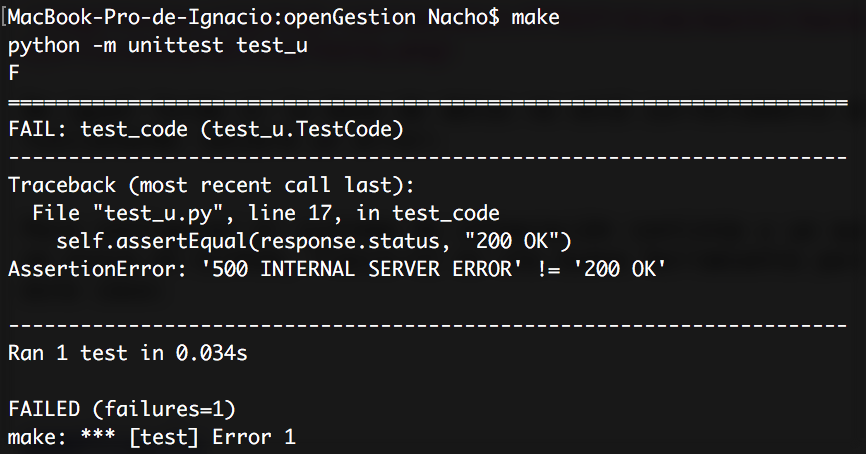 [MacBook-Pro-de-Ignacio:openGestion Nacho$ make
python -m unittest test_u
F
======================================================================
FAIL: test_code (test_u.TestCode)
----------------------------------------------------------------------
Traceback (most recent call last):
  File "test_u.py", line 17, in test_code
    self.assertEqual(response.status, "200 OK")
AssertionError: '500 INTERNAL SERVER ERROR' != '200 OK'

----------------------------------------------------------------------
Ran 1 test in 0.034s

FAILED (failures=1)
make: *** [test] Error 1